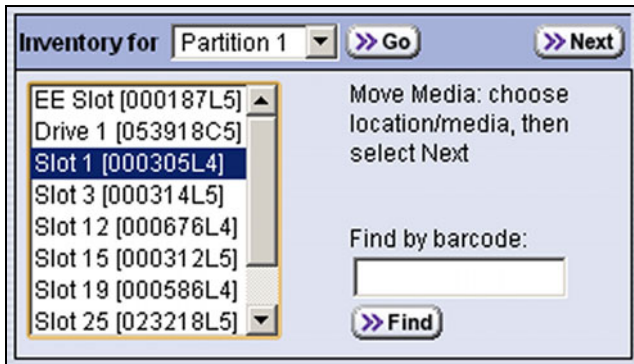 Inventory for Partition 1 >> Go >> Next
EE Slot [000187L5]
Drive 1 [053918C5]
Slot 1 [000305L4]
Slot 3 [000314L5]
Slot 12 [000676L4]
Slot 15 [000312L5]
Slot 19 [000586L4]
Slot 25 [023218L5]
Move Media: choose
location/media, then
select Next
Find by barcode:
>> Find